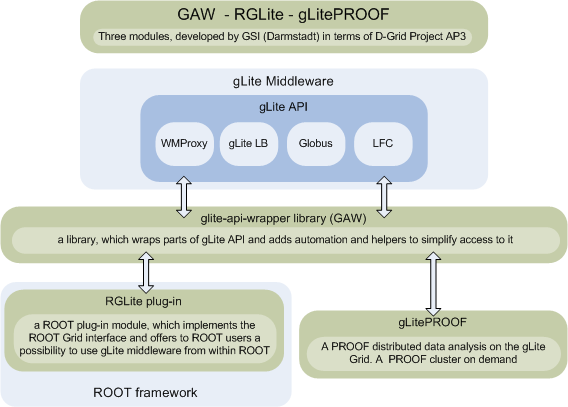 GAW - RGLite - gLitePROOF
Three modules, developed by GSI (Darmstadt) in terms of D-Grid Project AP3
gLite Middleware
gLite API
WMProxy
gLite LB
Globus
LFC
glite-api-wrapper library (GAW)
a library, which wraps parts of gLite API and adds automation and helpers to simplify access to it
RGLite plug-in
a ROOT plug-in module, which implements the
ROOT Grid interface and offers to ROOT users a
possibility to use gLite middleware from within ROOT
ROOT framework
gLitePROOF
A PROOF distributed data analysis on the gLite
Grid. A PROOF cluster on demand